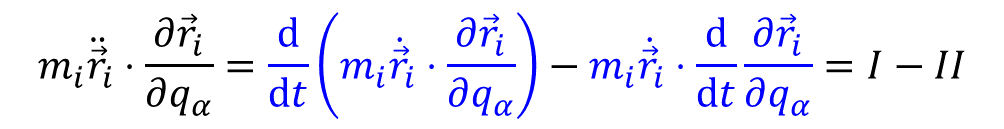 $m_i \ddot{\vec{r}}_i \cdot \frac{\partial \vec{r}_i}{\partial q_\alpha} = \frac{\mathrm{d}}{\mathrm{d}t} \left( m_i \dot{\vec{r}}_i \cdot \frac{\partial \vec{r}_i}{\partial q_\alpha} \right) - m_i \dot{\vec{r}}_i \cdot \frac{\mathrm{d}}{\mathrm{d}t} \frac{\partial \vec{r}_i}{\partial q_\alpha} = I - II$